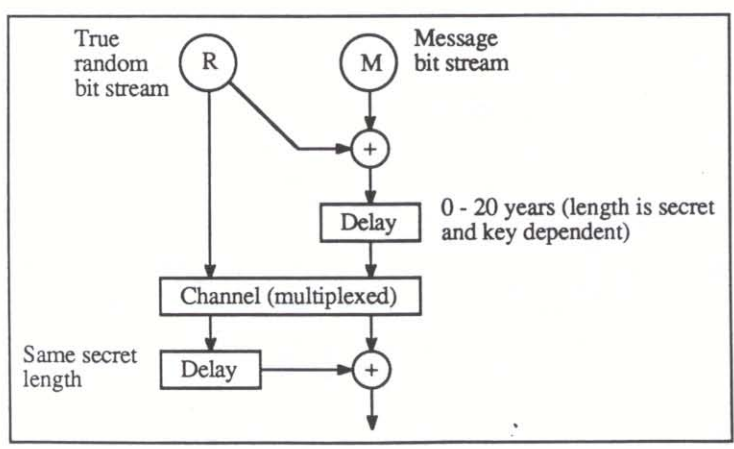 True
random
bit stream
R
M
Message
bit stream
+
Delay
0 - 20 years (length is secret
and key dependent)
Channel (multiplexed)
Same secret
length
Delay
+